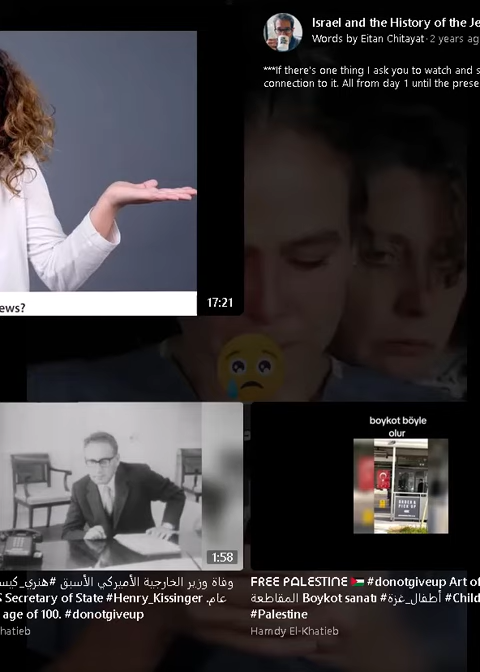 Israel and the History of the Je
Words by Eitan Chitayat · 2 years ag
***If there's one thing I ask you to watch and s
connection to it. All from day 1 until the prese
ews?
17:21
boykot böyle
olur
1:58
وفاة وزير الخارجية الأميركي الأسبق #هنري_كيس
S Secretary of State #Henry_Kissinger .عام
age of 100. #donotgiveup
hatieb
FREE PALESTINE 🇵🇸 #donotgiveup Art of
المقاطعة Boykot sanatı #أطفال_غزة #Child
#Palestine
Hamdy El-Khatieb